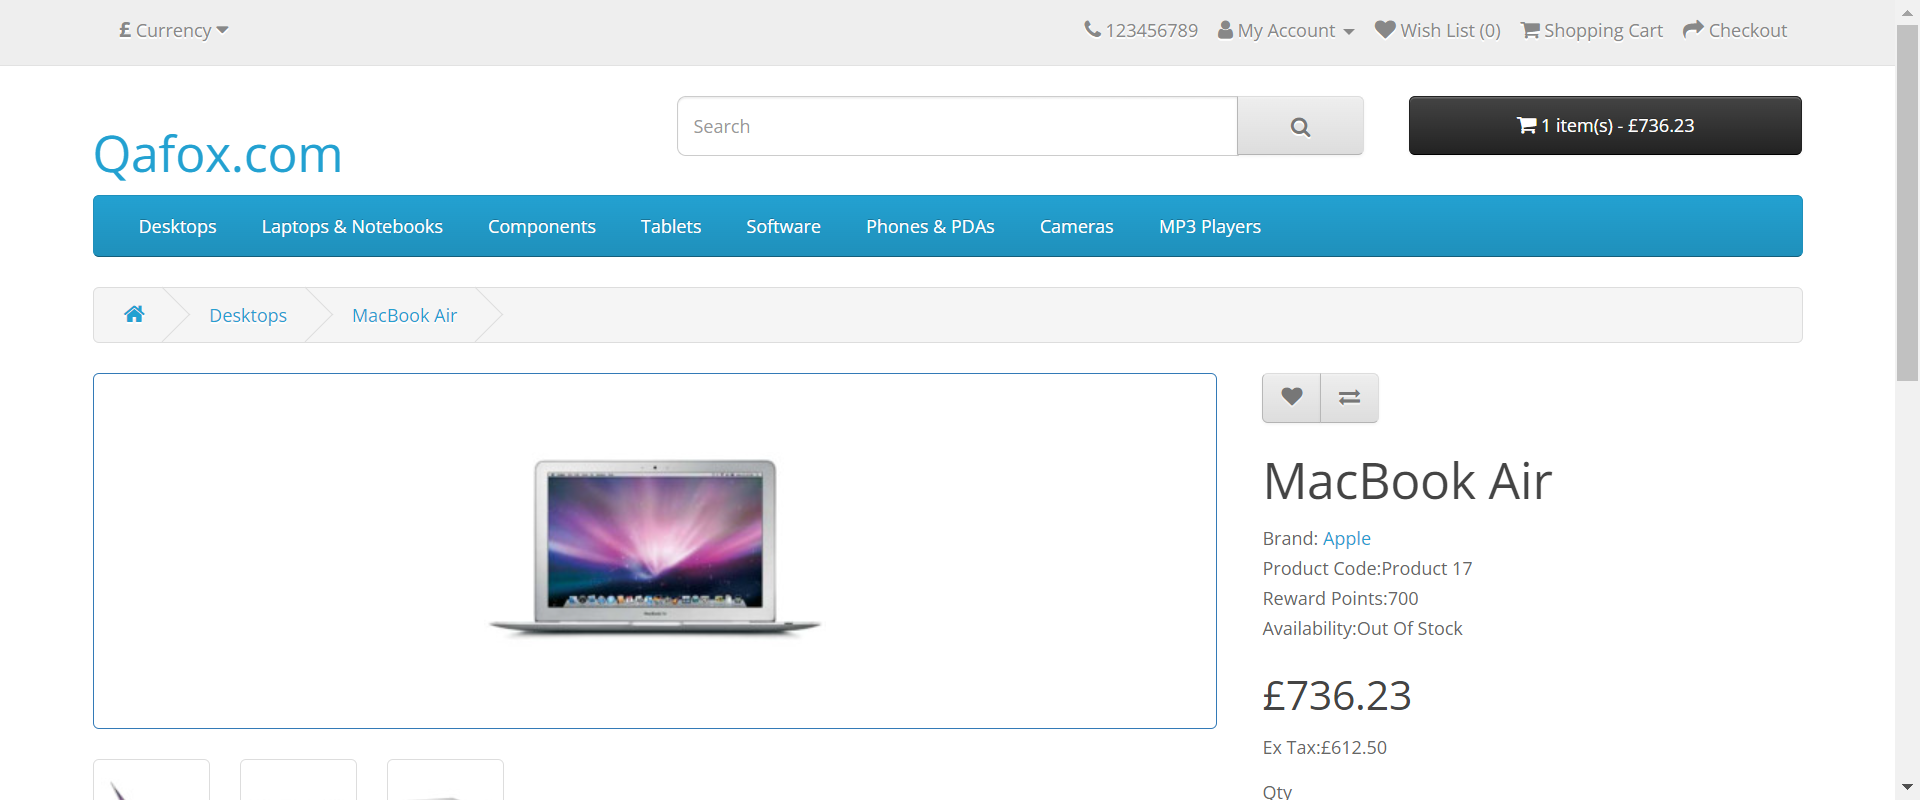 £ Currency
123456789 My Account Wish List (0) Shopping Cart Checkout
Qafox.com
Search
1 item(s) - £736.23
Desktops Laptops & Notebooks Components Tablets Software Phones & PDAs Cameras MP3 Players
Desktops MacBook Air
MacBook Air
Brand: Apple
Product Code:Product 17
Reward Points:700
Availability:Out Of Stock
£736.23
Ex Tax:£612.50
Qty